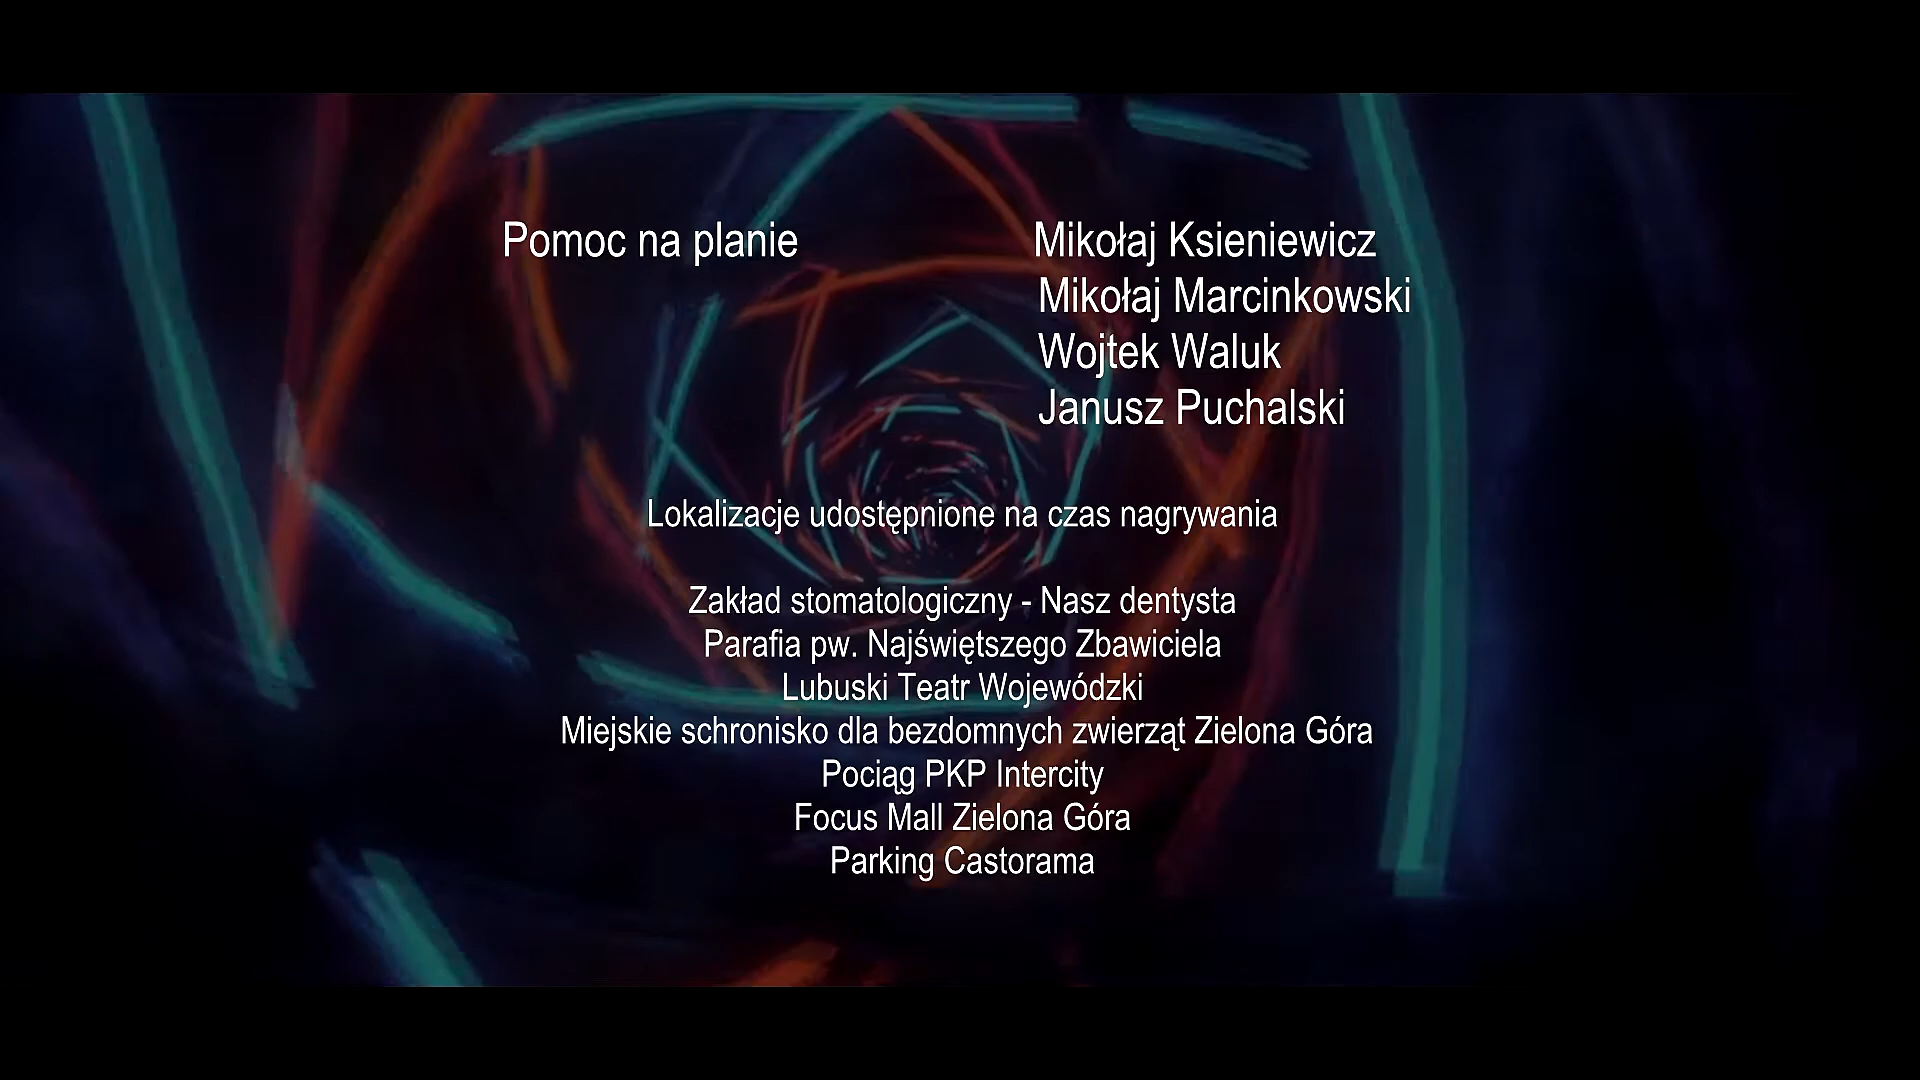 Pomoc na planie Mikołaj Ksieniewicz
Mikołaj Marcinkowski
Wojtek Waluk
Janusz Puchalski
Lokalizacje udostępnione na czas nagrywania
Zakład stomatologiczny - Nasz dentysta
Parafia pw. Najświętszego Zbawiciela
Lubuski Teatr Wojewódzki
Miejskie schronisko dla bezdomnych zwierząt Zielona Góra
Pociąg PKP Intercity
Focus Mall Zielona Góra
Parking Castorama